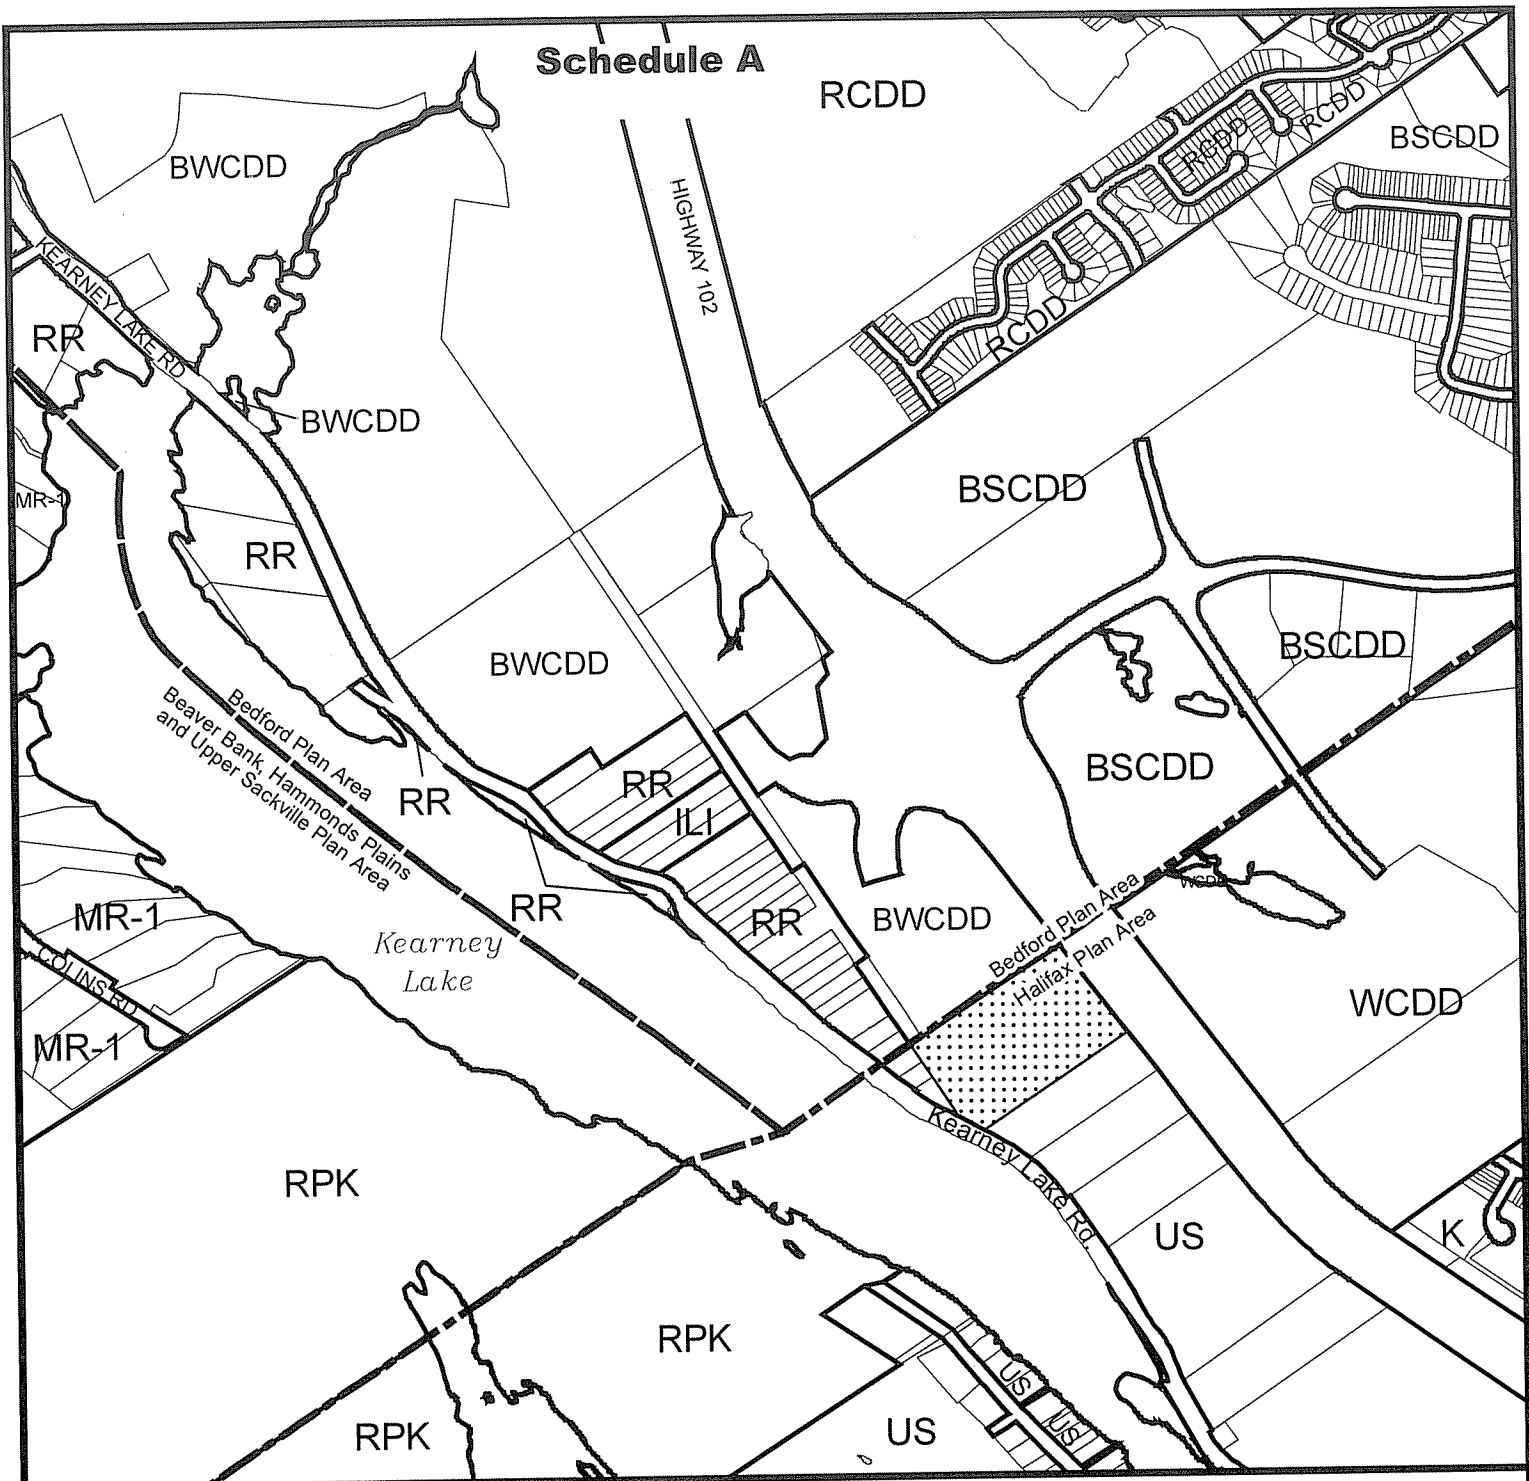 Schedule A
RCDD
RCDD
RCDD
BSCDD
BWCDD
HIGHWAY 102
KEARNEY LAKE RD
RR
RCDD
BWCDD
MR-1
BSCDD
RR
BSCDD
BWCDD
Bedford Plan Area
Beaver Bank, Hammonds Plains
and Upper Sackville Plan Area
RR
RR
ILI
BSCDD
RR
RR
BWCDD
WCDD
Bedford Plan Area
Halifax Plan Area
MR-1
Kearney
Lake
COLINS RD
MR-1
WCDD
Kearney Lake Rd.
RPK
US
K
RPK
US
US
RPK
US